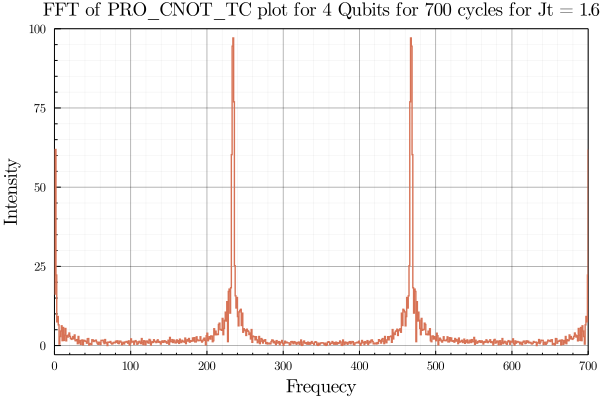 FFT of PRO_CNOT_TC plot for 4 Qubits for 700 cycles for Jt = 1.6
100
75
50
25
0
Intensity
0 100 200 300 400 500 600 700
Frequecy